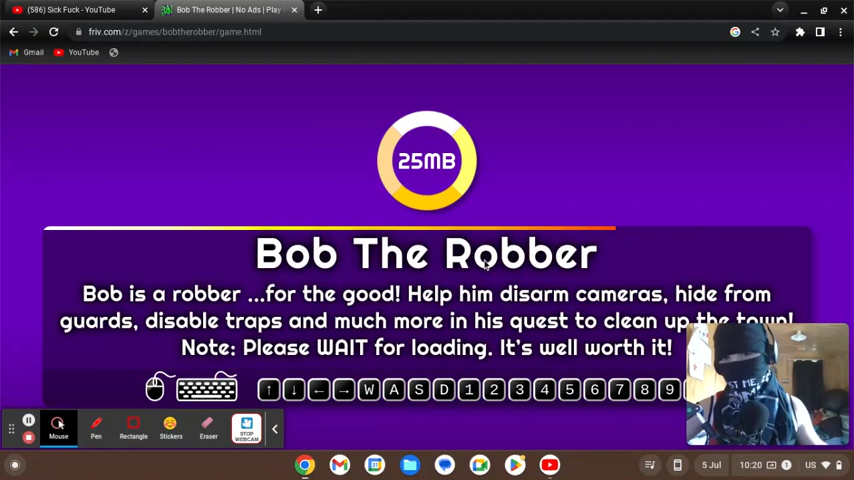 (586) Sick Fuck - YouTube
Bob The Robber | No Ads | Play
friv.com/z/games/bobtherobber/game.html
Gmail
YouTube
25MB
Bob The Robber
Bob is a robber ...for the good! Help him disarm cameras, hide from
guards, disable traps and much more in his quest to clean up the town!
Note: Please WAIT for loading. It's well worth it!
↑ ↓ ← → W A S D 1 2 3 4 5 6 7 8 9
Mouse
Pen
Rectangle
Stickers
Eraser
STOP
WEBCAM
5 Jul
10:20
US